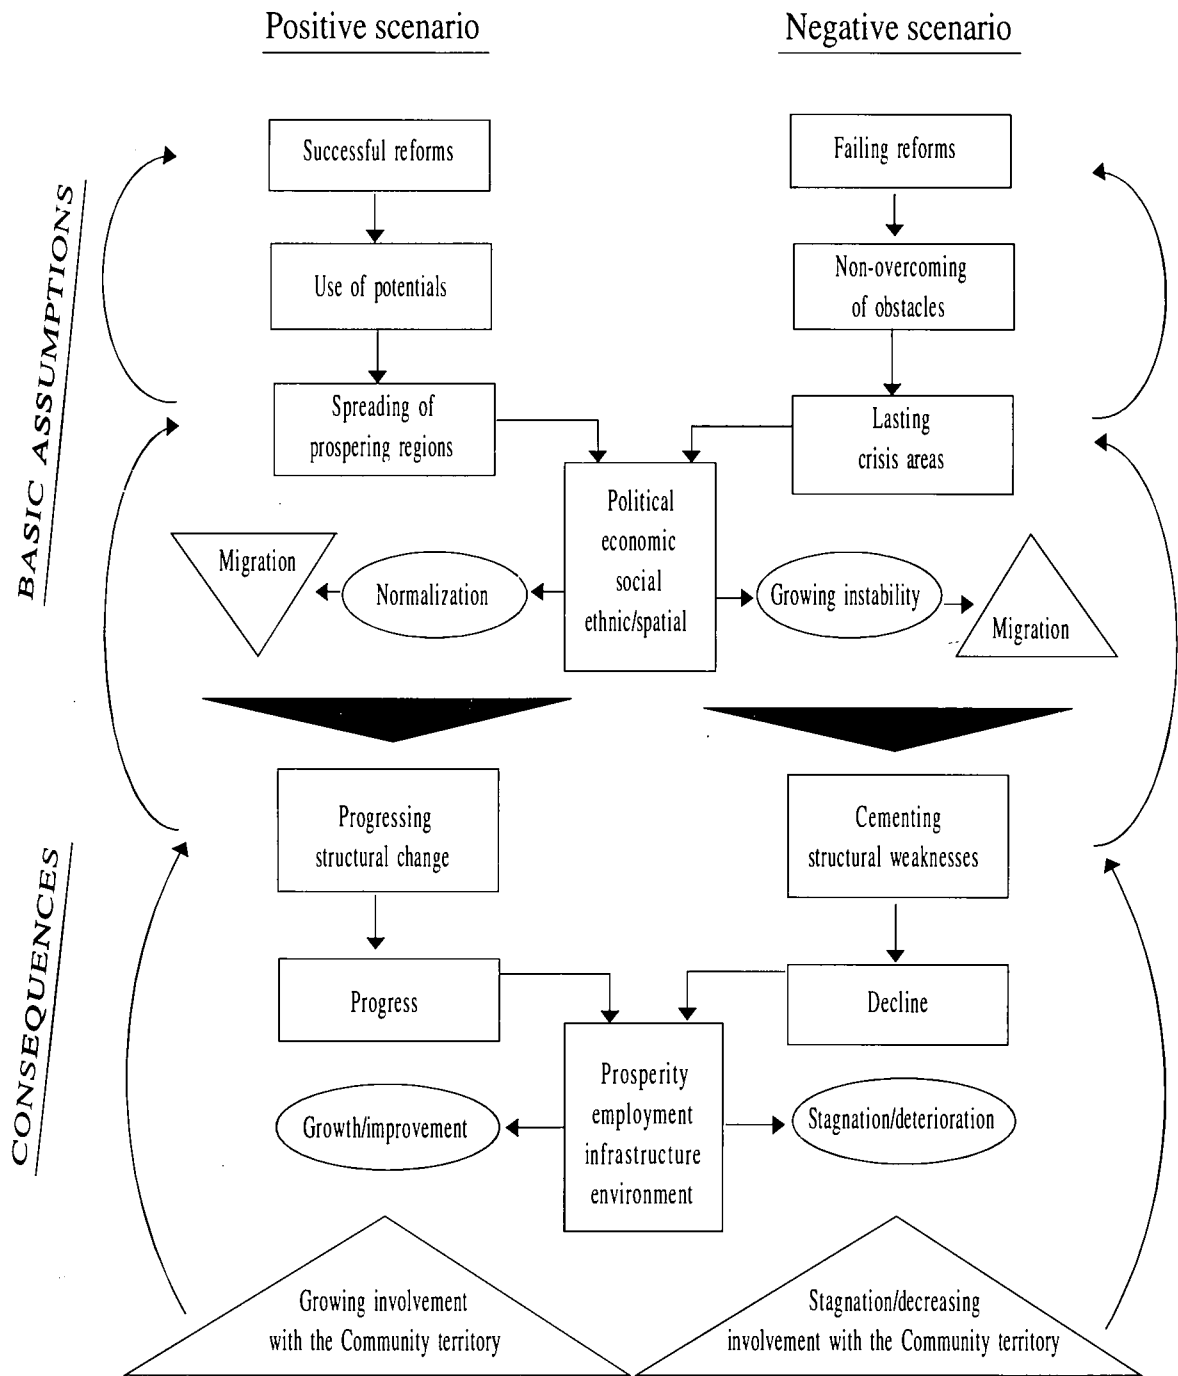 Positive scenario
Negative scenario
BASIC ASSUMPTIONS
Successful reforms
Failing reforms
Use of potentials
Non-overcoming
of obstacles
Spreading of
prospering regions
Lasting
crisis areas
Political
economic
social
ethnic/spatial
Migration
Normalization
Growing instability
Migration
CONSEQUENCES
Progressing
structural change
Cementing
structural weaknesses
Progress
Decline
Prosperity
employment
infrastructure
environment
Growth/improvement
Stagnation/deterioration
Growing involvement
with the Community territory
Stagnation/decreasing
involvement with the Community territory